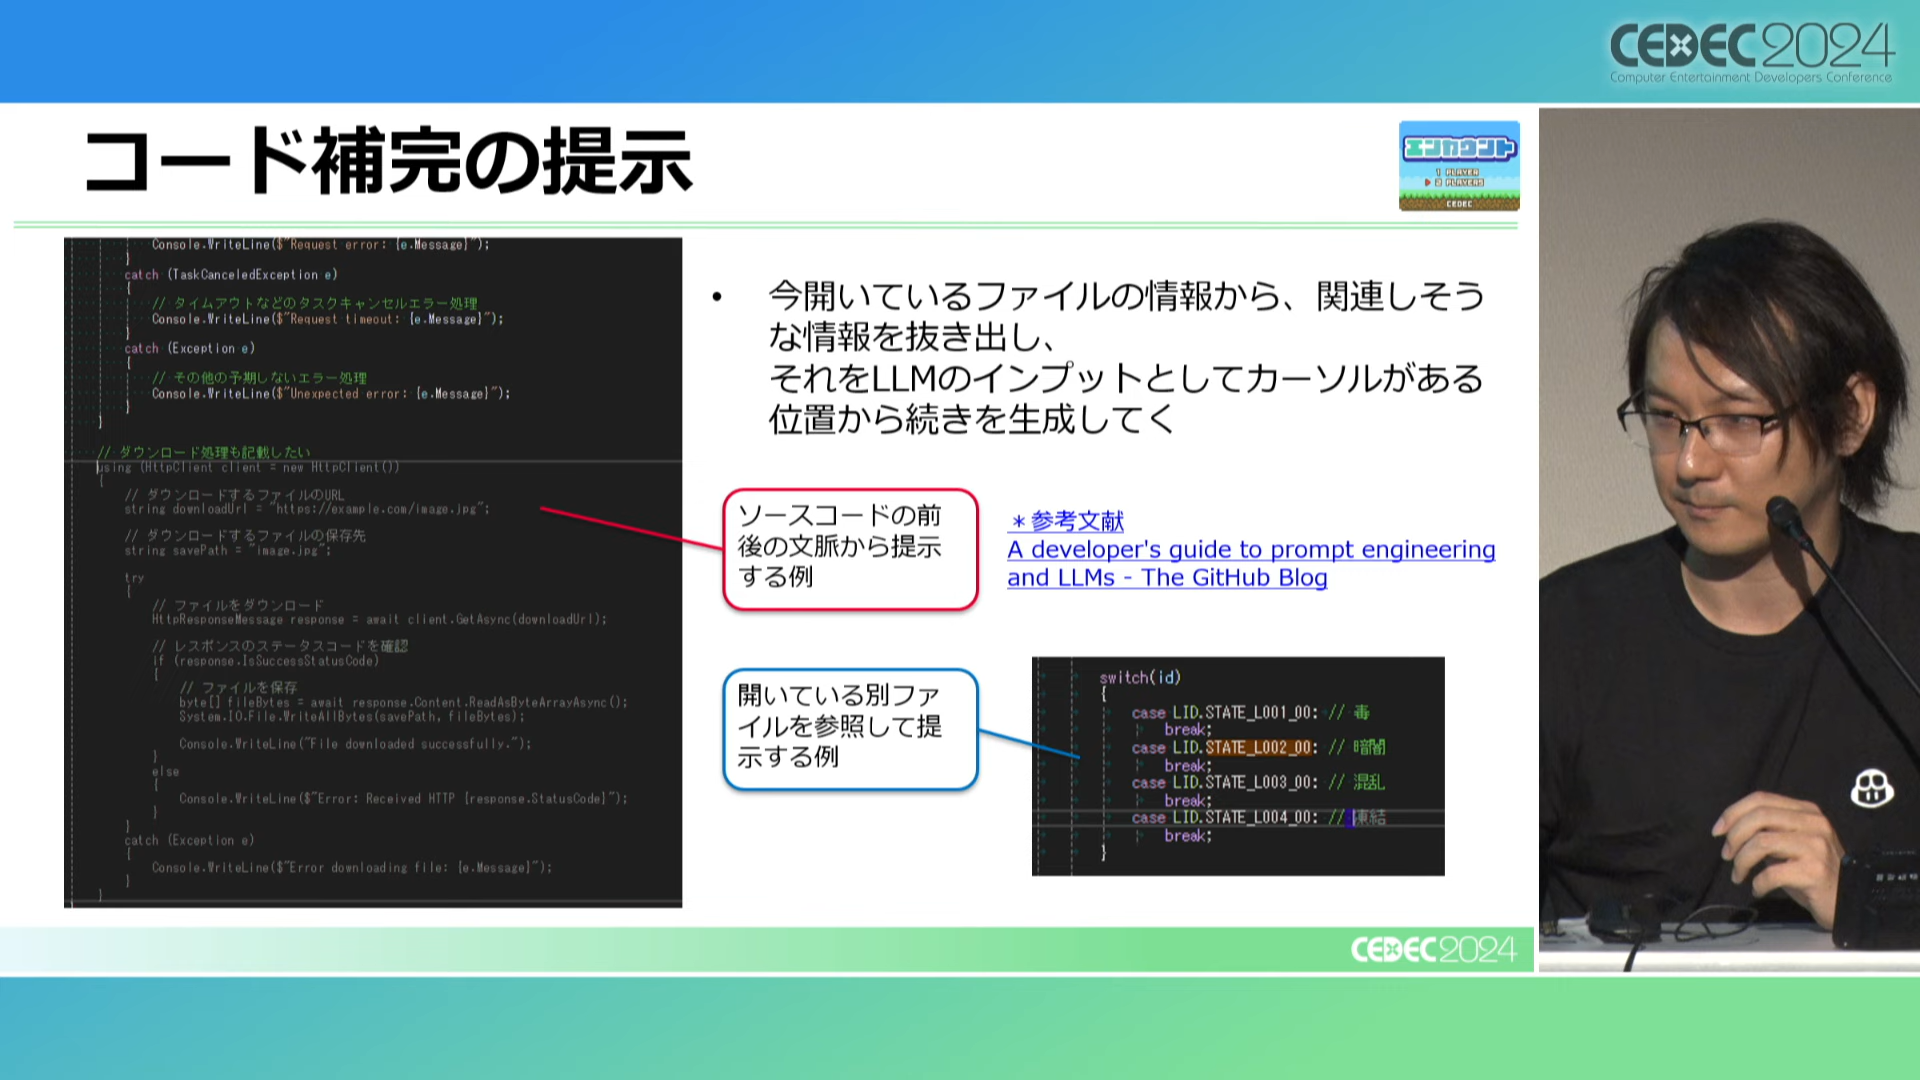 CEDEC2024
Computer Entertainment Developers Conference
コード補完の提示
エンカウント
1 PLAYER
2 PLAYERS
CEDEC
Console.WriteLine($"Request error: {e.Message}");
}
catch (TaskCanceledException e)
{
// タイムアウトなどのタスクキャンセルエラー処理
Console.WriteLine($"Request timeout: {e.Message}");
}
catch (Exception e)
{
// その他の予期しないエラー処理
Console.WriteLine($"Unexpected error: {e.Message}");
}
}
// ダウンロード処理も記載したい
using (HttpClient client = new HttpClient())
{
// ダウンロードするファイルのURL
string downloadUrl = "https://example.com/image.jpg";
// ダウンロードするファイルの保存先
string savePath = "image.jpg";
try
{
// ファイルをダウンロード
HttpResponseMessage response = await client.GetAsync(downloadUrl);
// レスポンスのステータスコードを確認
if (response.IsSuccessStatusCode)
{
// ファイルを保存
byte[] fileBytes = await response.Content.ReadAsByteArrayAsync();
System.IO.File.WriteAllBytes(savePath, fileBytes);
Console.WriteLine("File downloaded successfully.");
}
else
{
Console.WriteLine($"Error: Received HTTP {response.StatusCode}");
}
}
catch (Exception e)
{
Console.WriteLine($"Error downloading file: {e.Message}");
}
}
• 今開いているファイルの情報から、関連しそう
な情報を抜き出し、
それをLLMのインプットとしてカーソルがある
位置から続きを生成してく
ソースコードの前
後の文脈から提示
する例
＊参考文献
A developer's guide to prompt engineering
and LLMs - The GitHub Blog
開いている別ファ
イルを参照して提
示する例
switch(id)
{
case LID.STATE_L001_00: // 毒
break;
case LID.STATE_L002_00: // 暗闇
break;
case LID.STATE_L003_00: // 混乱
break;
case LID.STATE_L004_00: // 凍結
break;
}
CEDEC2024